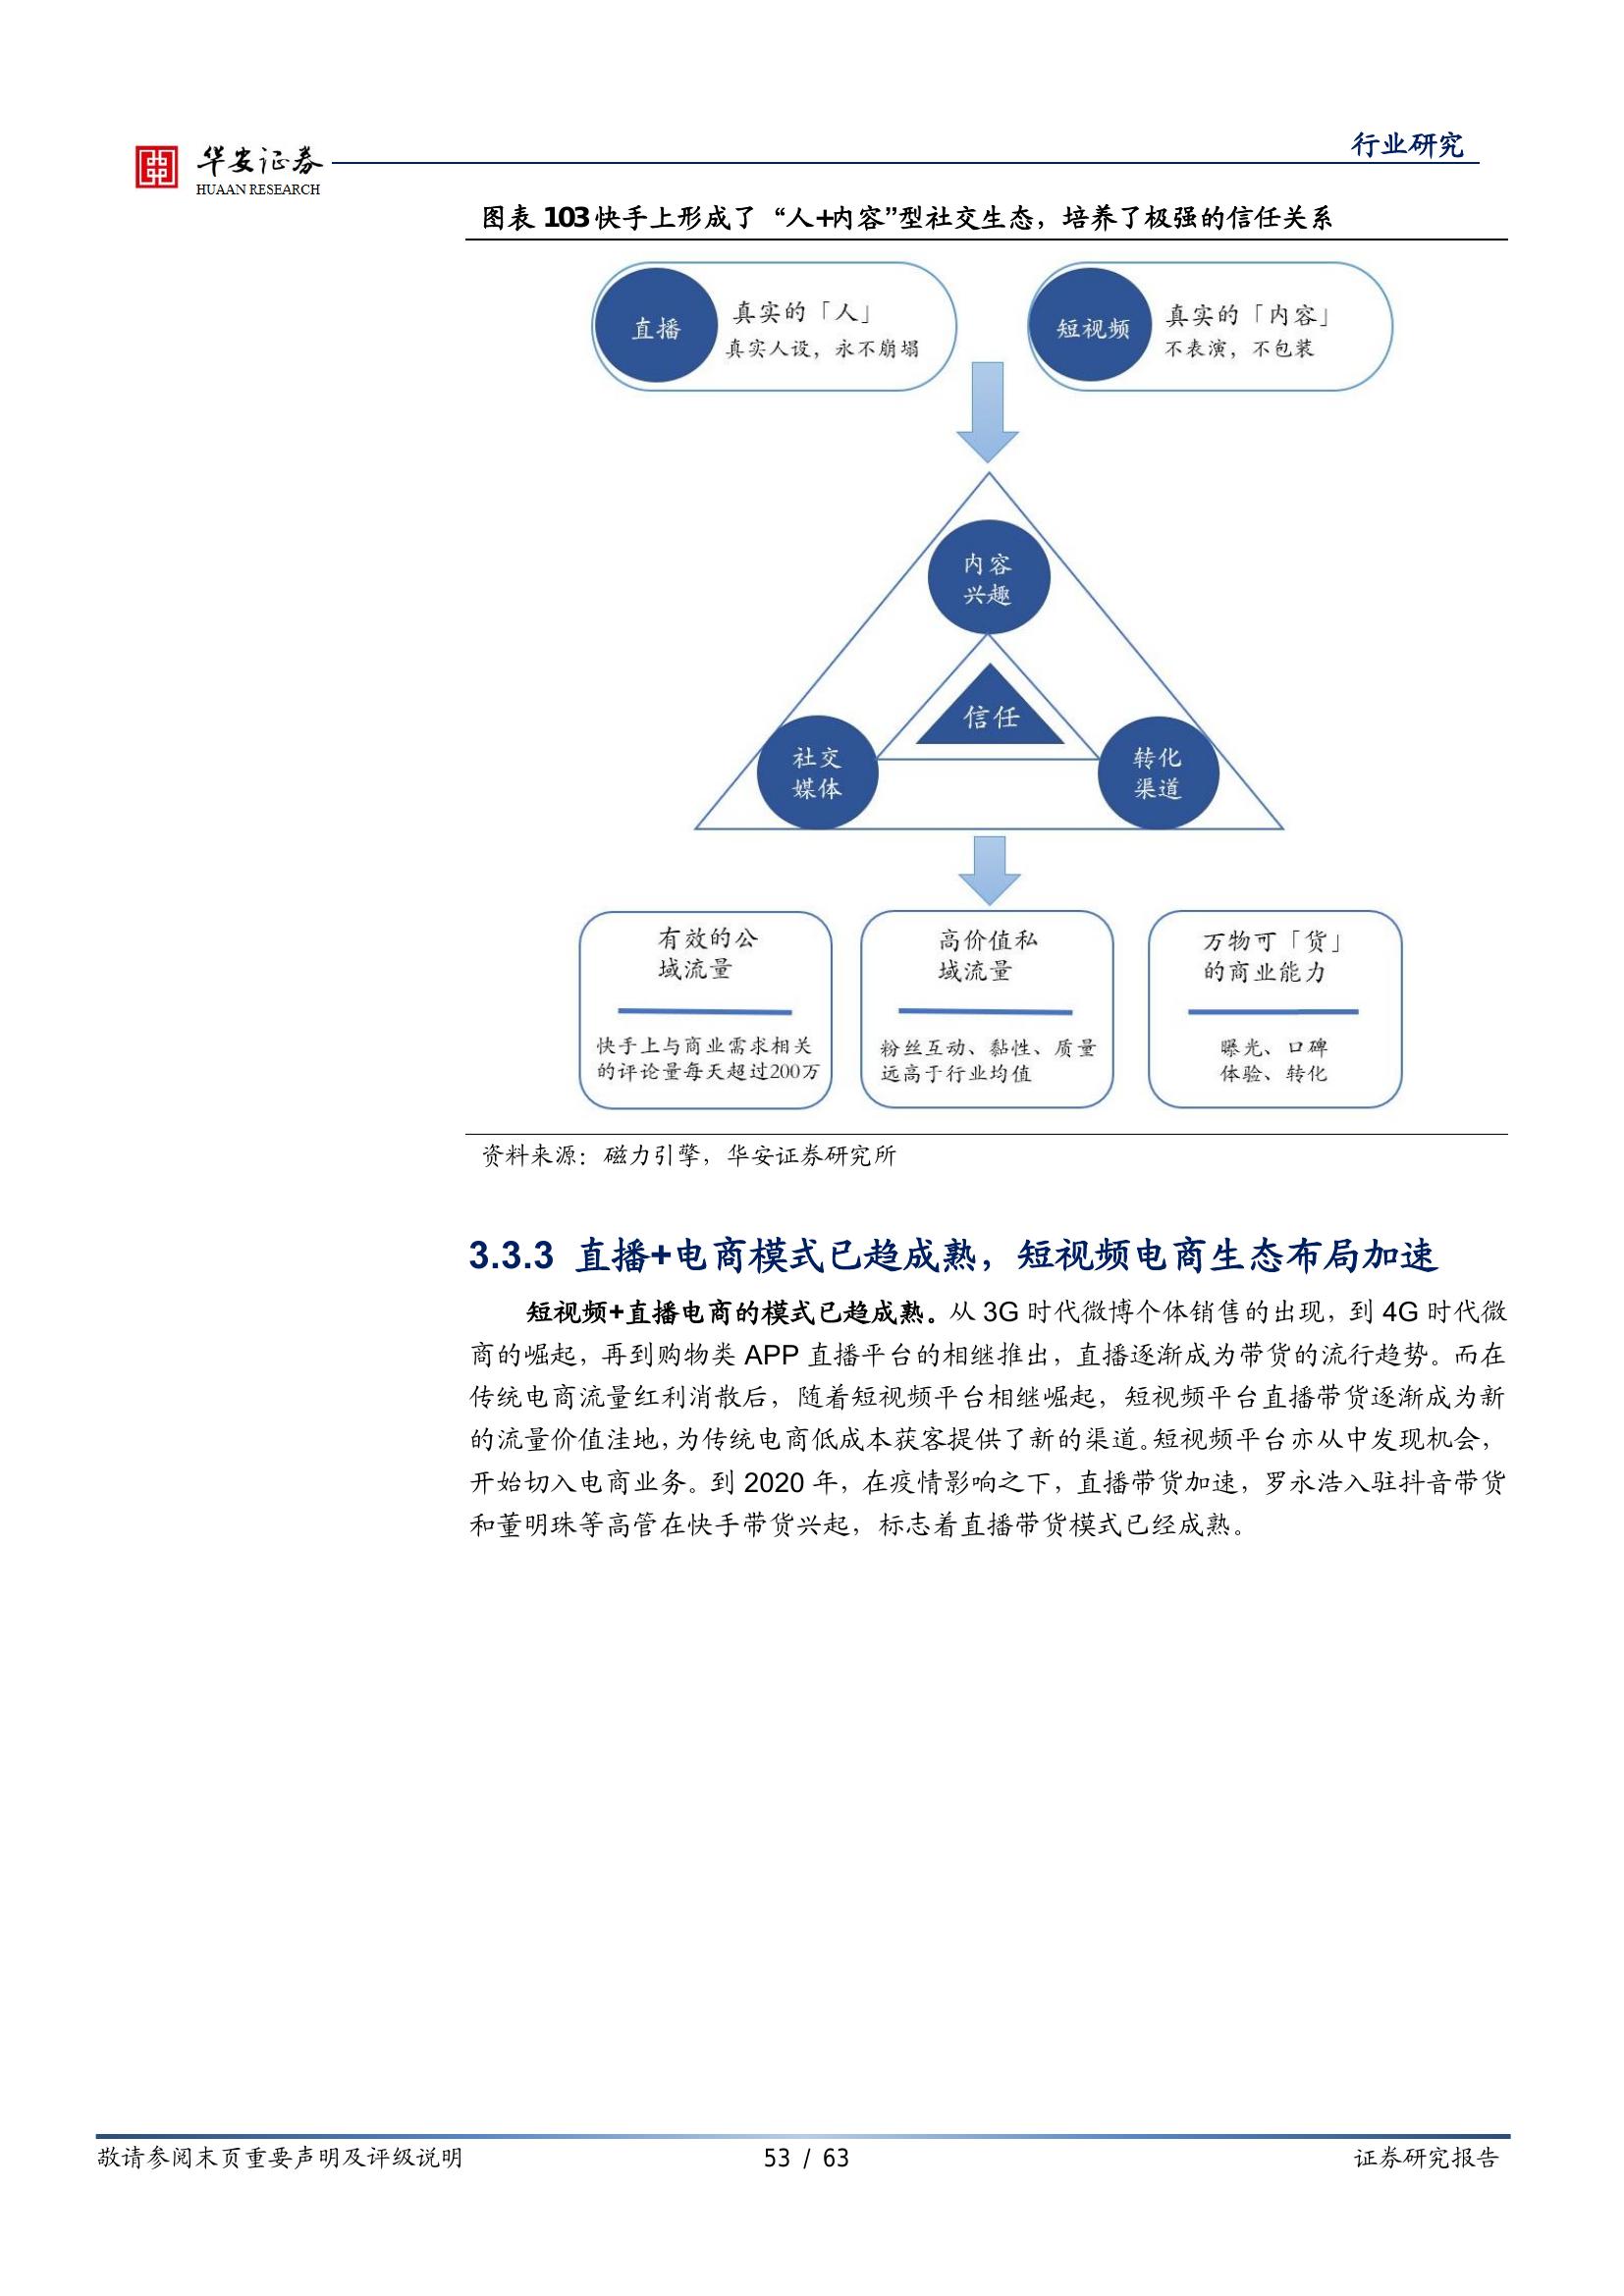 华安证券
HUAAN RESEARCH
行业研究
图表 103 快手上形成了“人+内容”型社交生态，培养了极强的信任关系
直播
真实的「人」
真实人设，永不崩塌
短视频
真实的「内容」
不表演，不包装
内容
兴趣
信任
社交
媒体
转化
渠道
有效的公
域流量
快手上与商业需求相关
的评论量每天超过200万
高价值私
域流量
粉丝互动、黏性、质量
远高于行业均值
万物可「货」
的商业能力
曝光、口碑
体验、转化
资料来源：磁力引擎，华安证券研究所
3.3.3 直播+电商模式已趋成熟，短视频电商生态布局加速
短视频+直播电商的模式已趋成熟。从 3G 时代微博个体销售的出现，到 4G 时代微
商的崛起，再到购物类 APP 直播平台的相继推出，直播逐渐成为带货的流行趋势。而在
传统电商流量红利消散后，随着短视频平台相继崛起，短视频平台直播带货逐渐成为新
的流量价值洼地，为传统电商低成本获客提供了新的渠道。短视频平台亦从中发现机会，
开始切入电商业务。到 2020 年，在疫情影响之下，直播带货加速，罗永浩入驻抖音带货
和董明珠等高管在快手带货兴起，标志着直播带货模式已经成熟。
敬请参阅末页重要声明及评级说明
53 / 63
证券研究报告